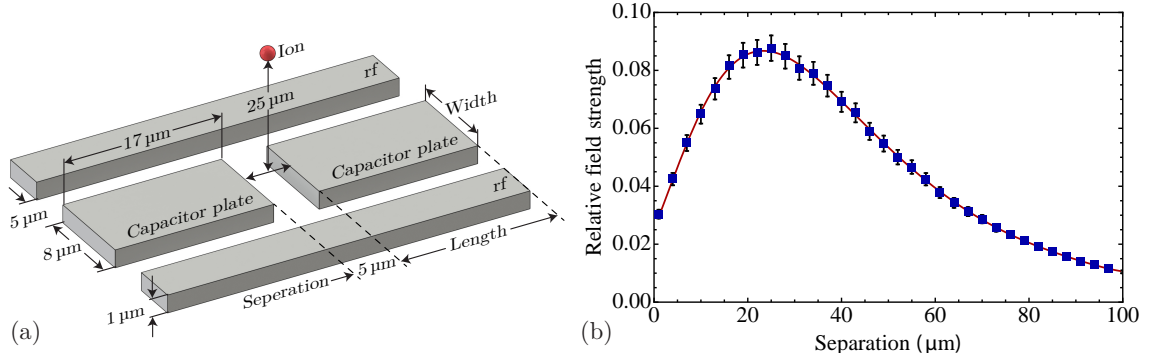 Ion
rf
25 μm
Width
17 μm
Capacitor plate
5 μm
Capacitor plate
rf
8 μm
Length
5 μm
Seperation
1 μm
(a)
0.10
0.08
0.06
0.04
0.02
0.00
Relative field strength
0 20 40 60 80 100
Separation (μm)
(b)